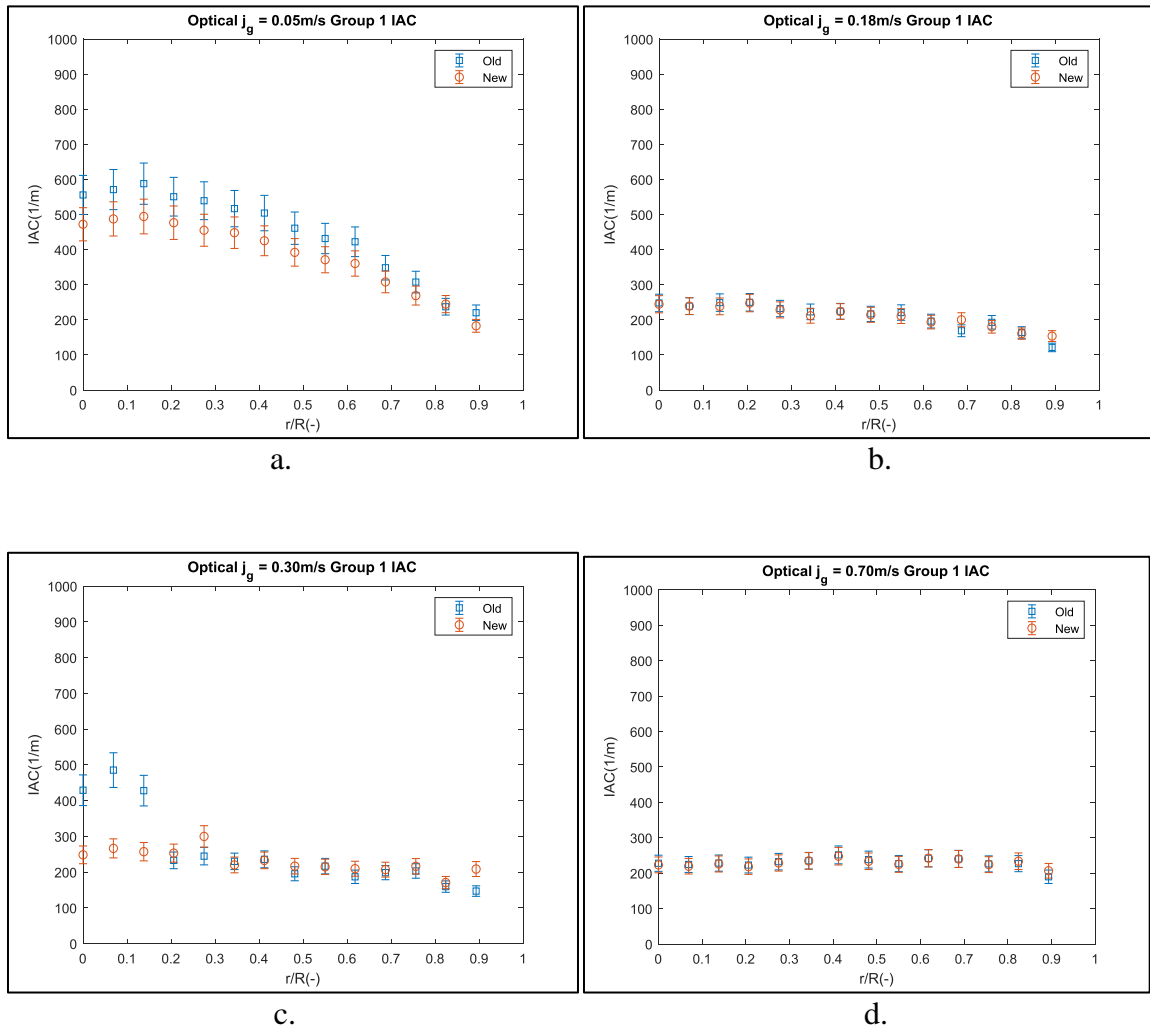 Optical j_g = 0.05m/s Group 1 IAC
1000
900
800
700
600
500
400
300
200
100
0
IAC(1/m)
Old
New
0 0.1 0.2 0.3 0.4 0.5 0.6 0.7 0.8 0.9 1
r/R(-)
a.
Optical j_g = 0.18m/s Group 1 IAC
1000
900
800
700
600
500
400
300
200
100
0
IAC(1/m)
Old
New
0 0.1 0.2 0.3 0.4 0.5 0.6 0.7 0.8 0.9 1
r/R(-)
b.
Optical j_g = 0.30m/s Group 1 IAC
1000
900
800
700
600
500
400
300
200
100
0
IAC(1/m)
Old
New
0 0.1 0.2 0.3 0.4 0.5 0.6 0.7 0.8 0.9 1
r/R(-)
c.
Optical j_g = 0.70m/s Group 1 IAC
1000
900
800
700
600
500
400
300
200
100
0
IAC(1/m)
Old
New
0 0.1 0.2 0.3 0.4 0.5 0.6 0.7 0.8 0.9 1
r/R(-)
d.